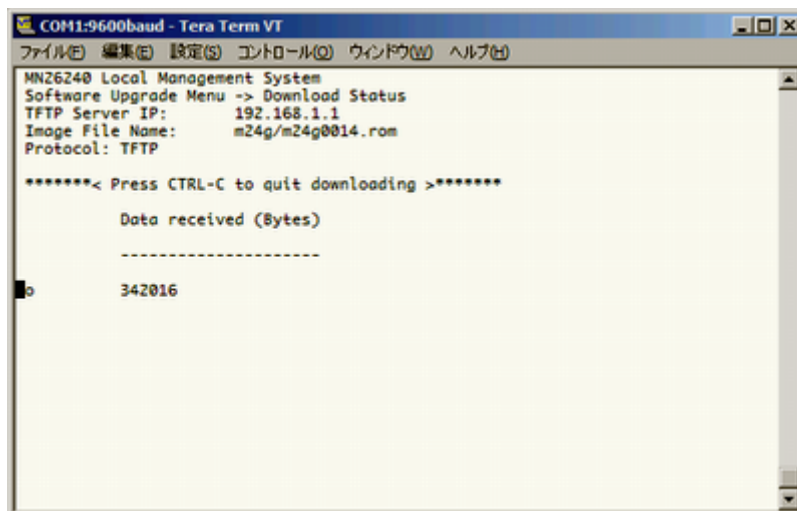 COM1:9600baud - Tera Term VT
ファイル(F) 編集(E) 設定(S) コントロール(O) ウィンドウ(W) ヘルプ(H)
MN26240 Local Management System
Software Upgrade Menu -> Download Status
TFTP Server IP: 192.168.1.1
Image File Name: m24g/m24g0014.rom
Protocol: TFTP
*******< Press CTRL-C to quit downloading >*******
Data received (Bytes)
---------------------
o 342016